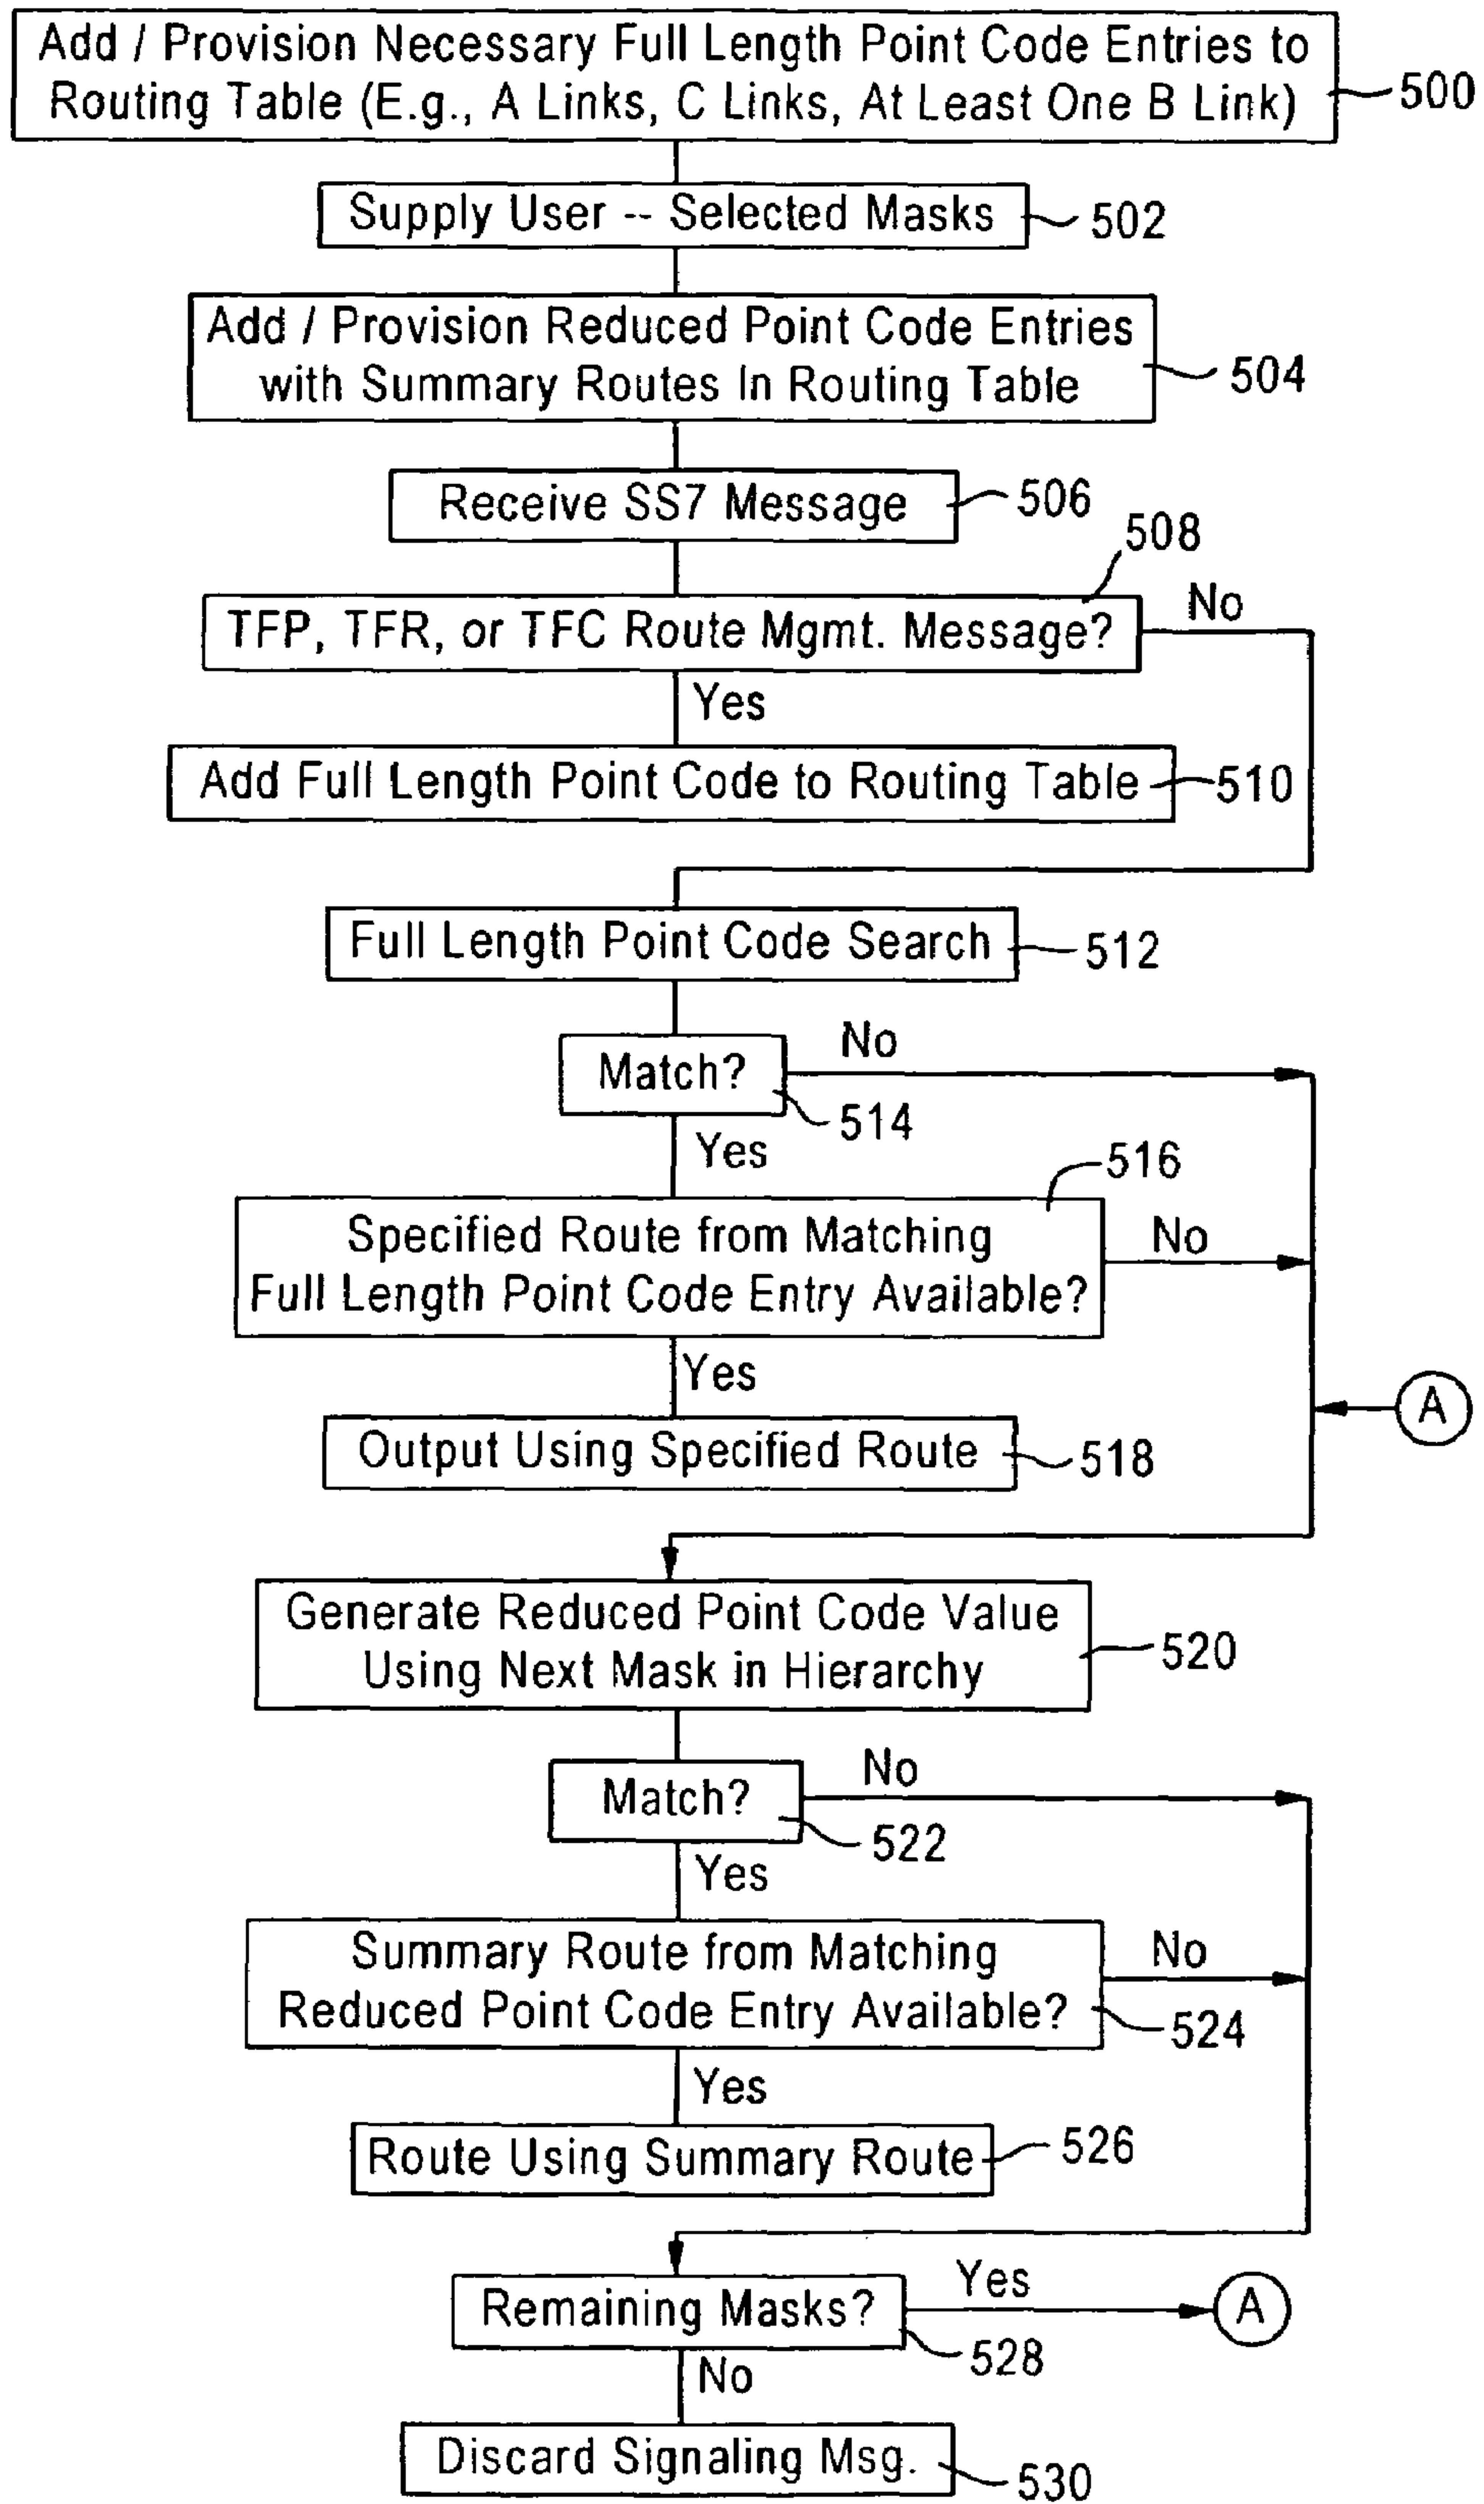 Add / Provision Necessary Full Length Point Code Entries to
Routing Table (E.g., A Links, C Links, At Least One B Link)
500
Supply User -- Selected Masks
502
Add / Provision Reduced Point Code Entries
with Summary Routes In Routing Table
504
Receive SS7 Message
506
508
TFP, TFR, or TFC Route Mgmt. Message?
No
Yes
Add Full Length Point Code to Routing Table
510
Full Length Point Code Search
512
Match?
No
514
Yes
516
Specified Route from Matching
Full Length Point Code Entry Available?
No
Yes
A
Output Using Specified Route
518
Generate Reduced Point Code Value
Using Next Mask in Hierarchy
520
Match?
No
522
Yes
Summary Route from Matching
Reduced Point Code Entry Available?
No
524
Yes
Route Using Summary Route
526
Remaining Masks?
Yes
A
528
No
Discard Signaling Msg.
530